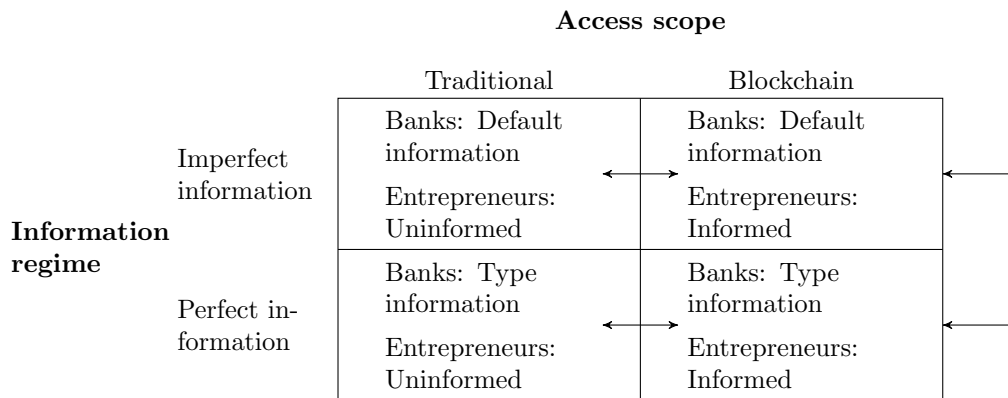 Access scope
Traditional Blockchain
Imperfect
information
Banks: Default
information
Entrepreneurs:
Uninformed
Banks: Default
information
Entrepreneurs:
Informed
Information
regime
Perfect in-
formation
Banks: Type
information
Entrepreneurs:
Uninformed
Banks: Type
information
Entrepreneurs:
Informed